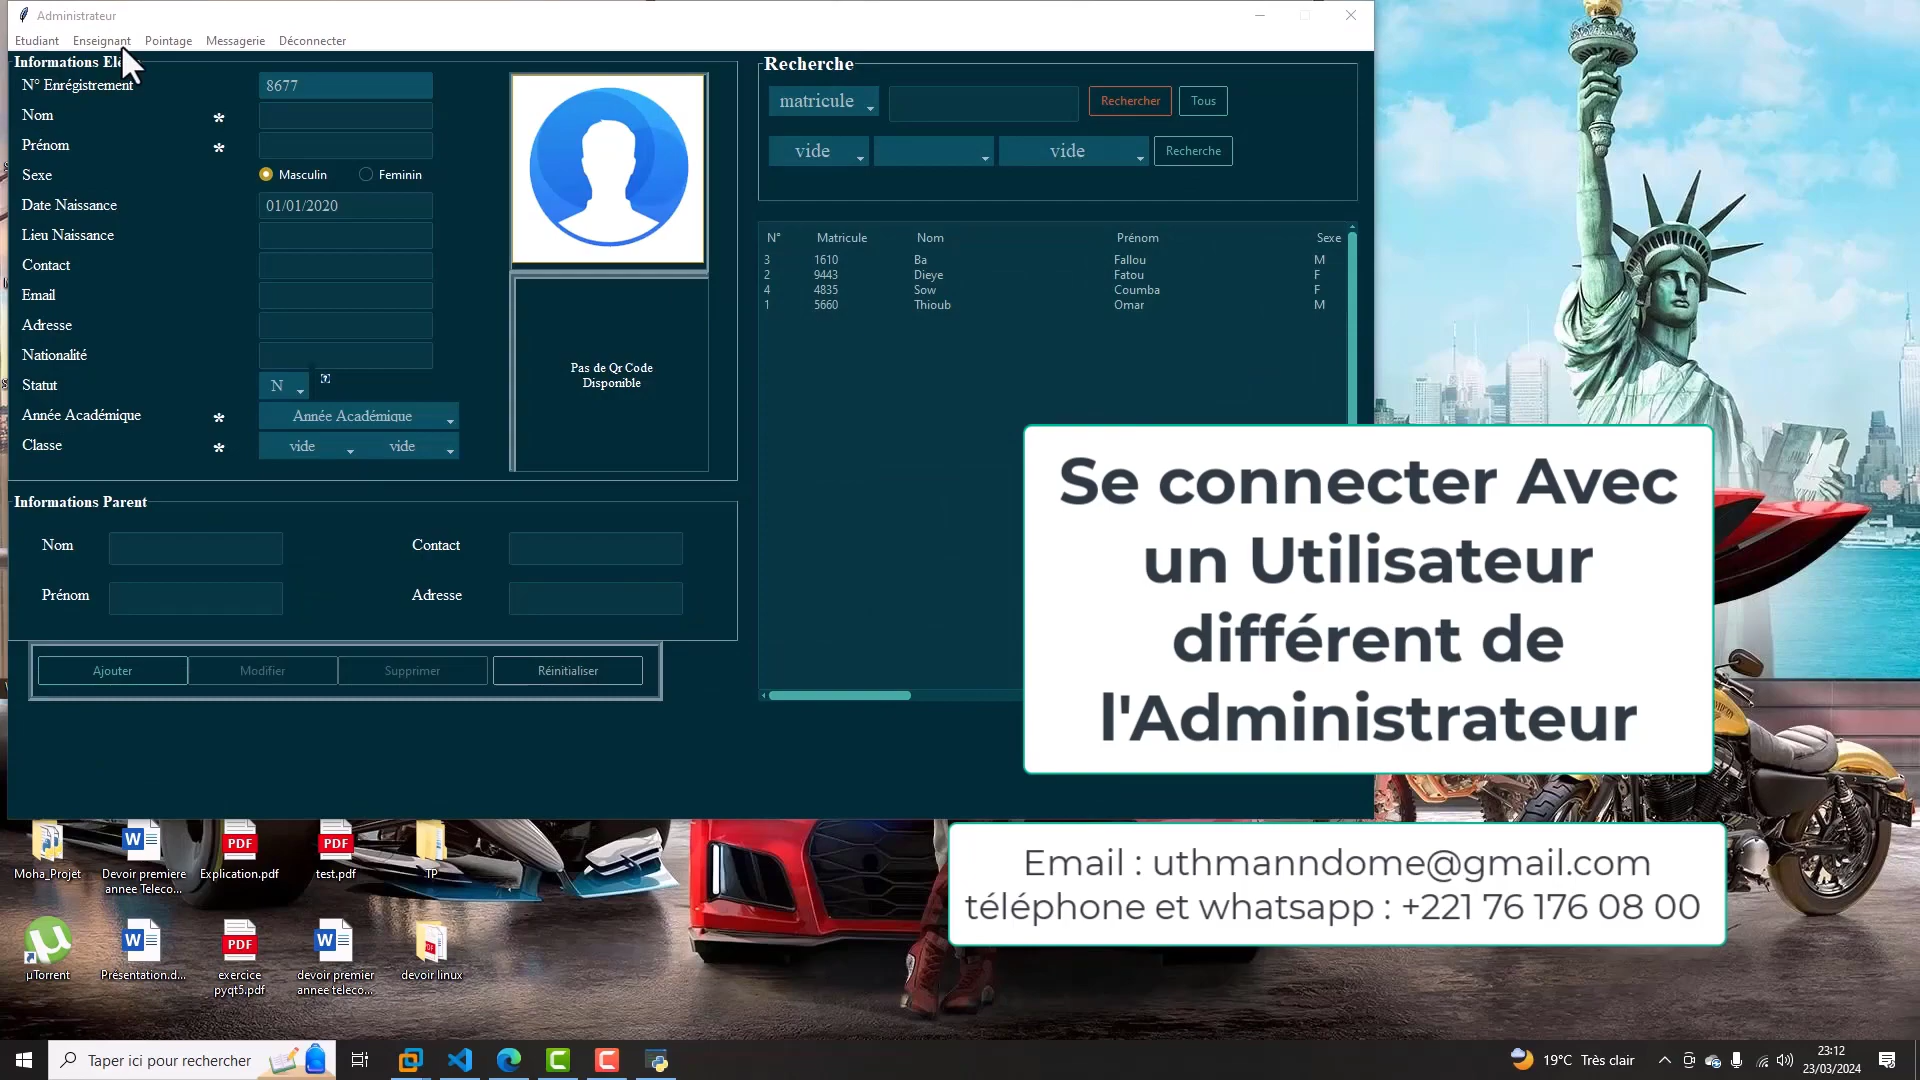 Administrateur
Etudiant Enseignant Pointage Messagerie Déconnecter
Informations El
N° Enrégistrement 8677
Nom *
Prénom *
Sexe Masculin Feminin
Date Naissance 01/01/2020
Lieu Naissance
Contact
Email
Adresse
Nationalité
Statut N
Année Académique * Année Académique
Classe * vide vide
Pas de Qr Code
Disponible
Informations Parent
Nom Contact
Prénom Adresse
Ajouter Modifier Supprimer Réinitialiser
Recherche
matricule Rechercher Tous
vide vide Recherche
N° Matricule Nom Prénom Sexe
3 1610 Ba Fallou M
2 9443 Dieye Fatou F
4 4835 Sow Coumba F
1 5660 Thioub Omar M
Se connecter Avec
un Utilisateur
différent de
l'Administrateur
Email : uthmanndome@gmail.com
téléphone et whatsapp : +221 76 176 08 00
Moha_Projet
Devoir premiere
annee Teleco...
Explication.pdf
test.pdf
TP
µTorrent
Présentation.d...
exercice
pyqt5.pdf
devoir premier
annee teleco...
devoir linux
Taper ici pour rechercher
19°C Très clair
23:12
23/03/2024